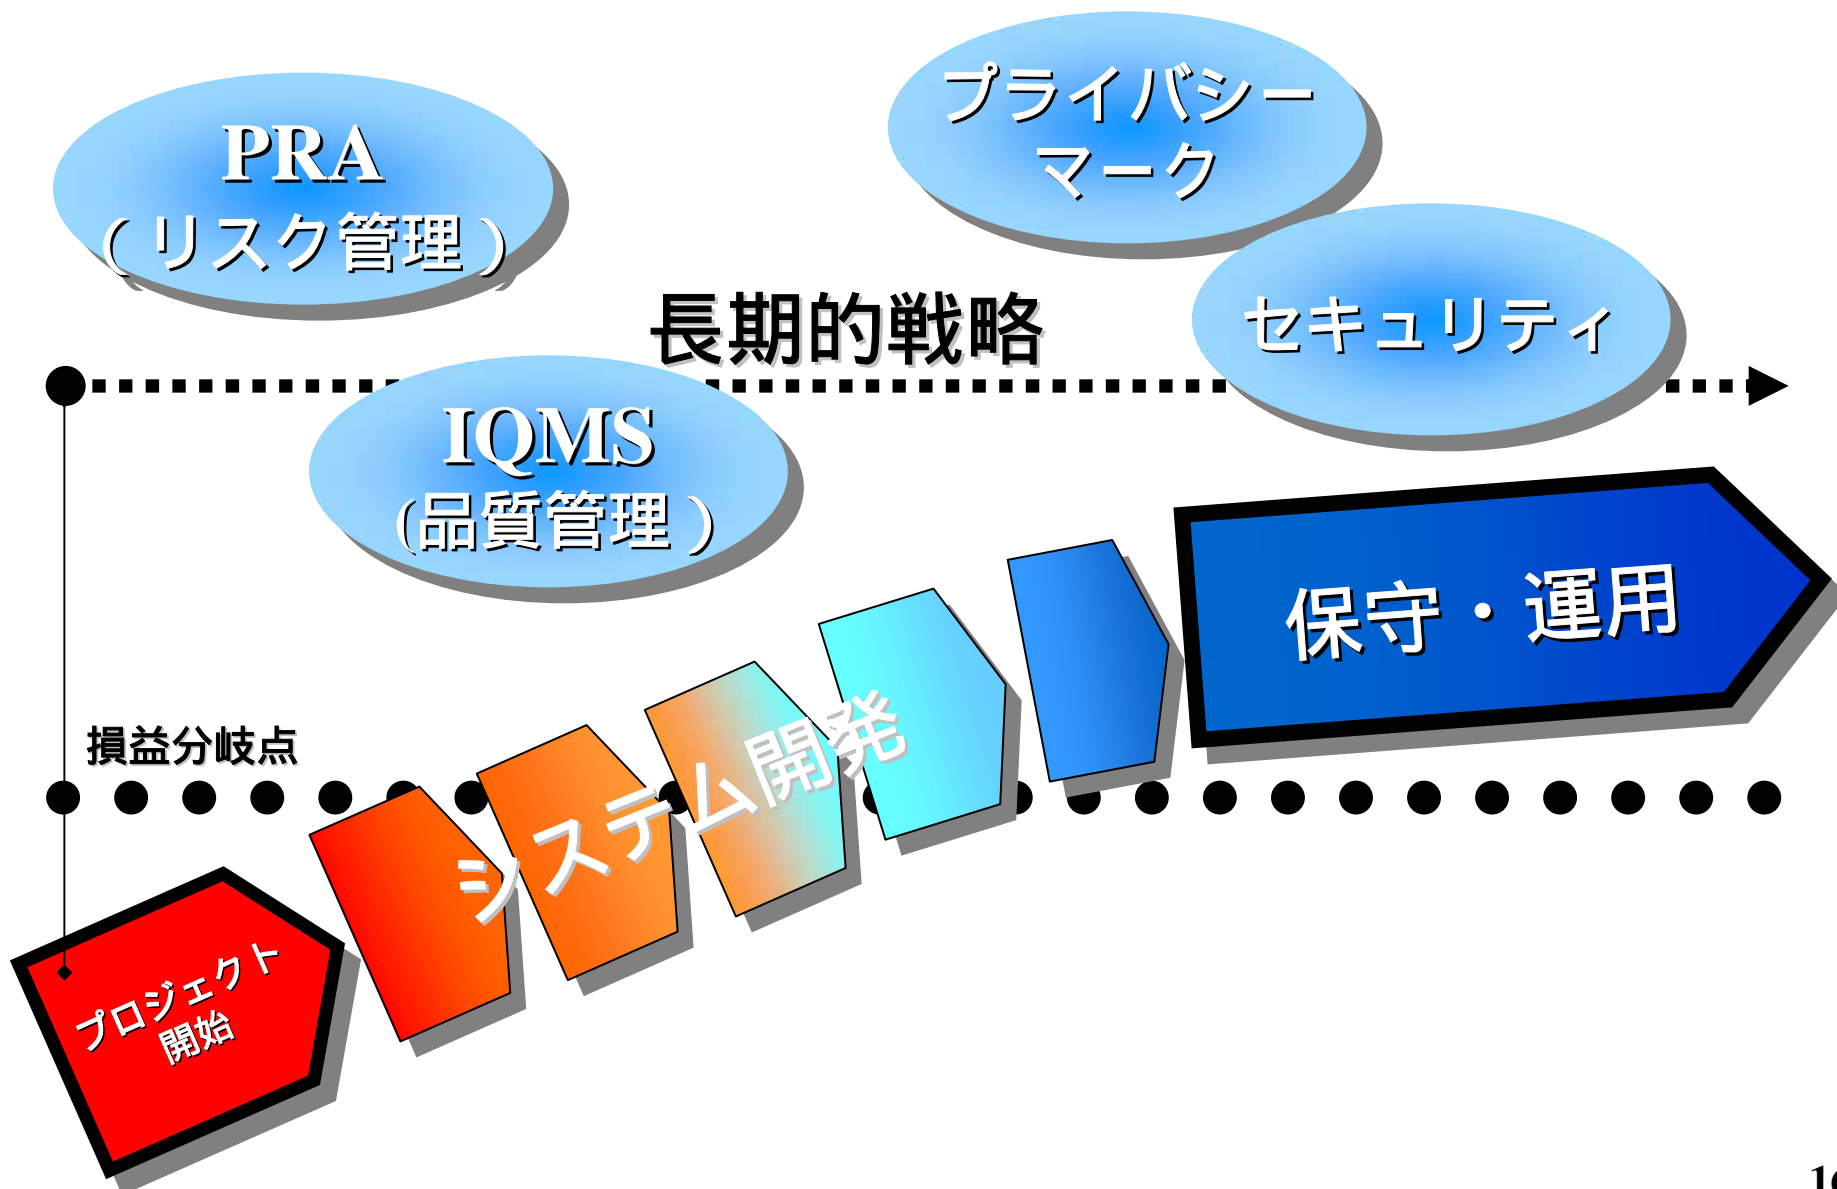 プライバシー
マーク
PRA
（リスク管理）
長期的戦略
セキュリティ
IQMS
(品質管理）
保守・運用
損益分岐点
システム開発
プロジェクト
開始